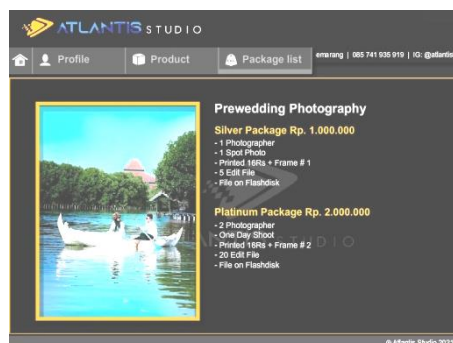 ATLANTIS STUDIO
Profile
Product
Package list
emarang | 085 741 935 919 | IG: @atlantis
Prewedding Photography
Silver Package Rp. 1.000.000
- 1 Photographer
- 1 Spot Photo
- Printed 16Rs + Frame # 1
- 5 Edit File
- File on Flashdisk
Platinum Package Rp. 2.000.000
- 2 Photographer
- One Day Shoot
- Printed 16Rs + Frame # 2
- 20 Edit File
- File on Flashdisk
© Atlantis Studio 2021